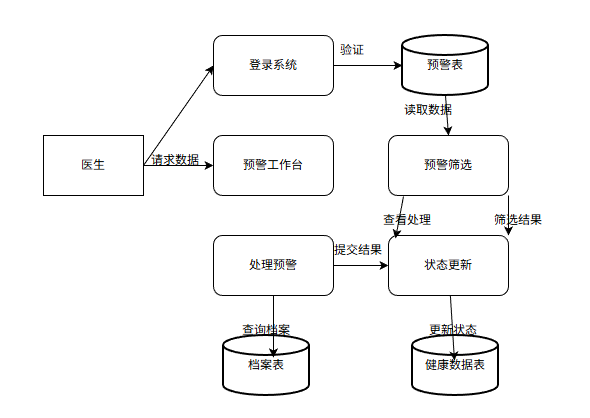 登录系统
验证
预警表
读取数据
医生
请求数据
预警工作台
预警筛选
查看处理
筛选结果
处理预警
提交结果
状态更新
查询档案
更新状态
档案表
健康数据表